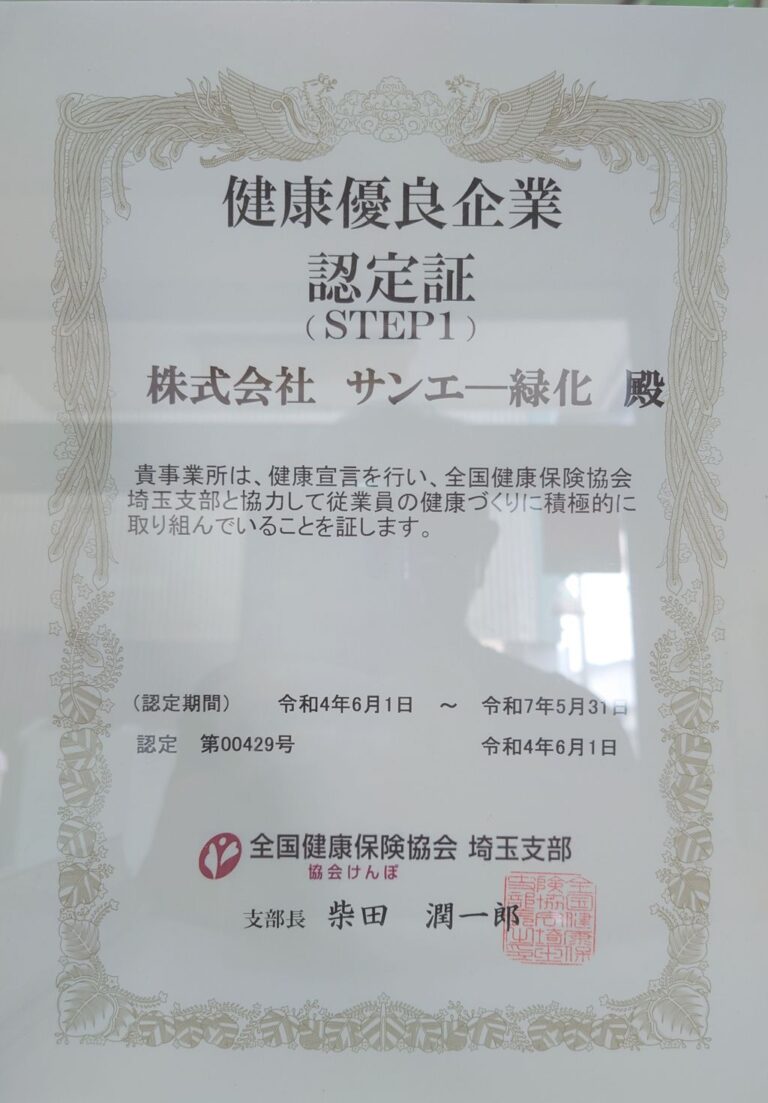 健康優良企業
認定証
（STEP1）
株式会社　サンエー緑化　殿
貴事業所は、健康宣言を行い、全国健康保険協会
埼玉支部と協力して従業員の健康づくりに積極的に
取り組んでいることを証します。
（認定期間）　令和4年6月1日　～　令和7年5月31日
認定　第00429号　令和4年6月1日
全国健康保険協会 埼玉支部
協会けんぽ
支部長　柴田　潤一郎